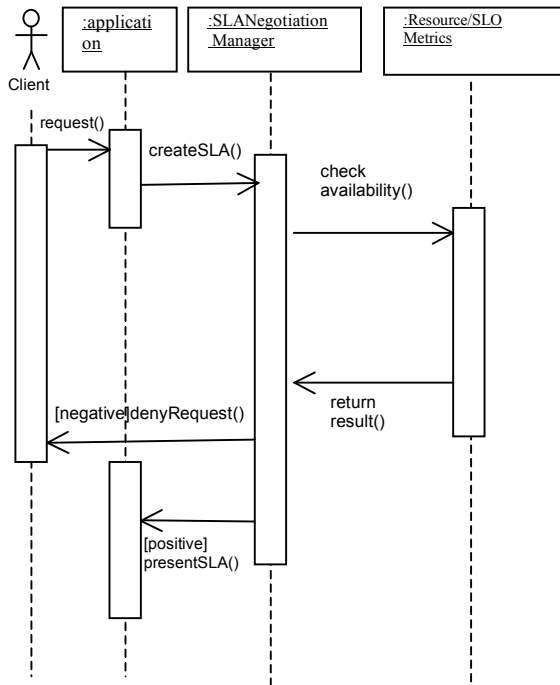 :applicati
on
:SLANegotiation
Manager
:Resource/SLO
Metrics
Client
request()
createSLA()
check
availability()
[negative]denyRequest()
return
result()
[positive]
presentSLA()